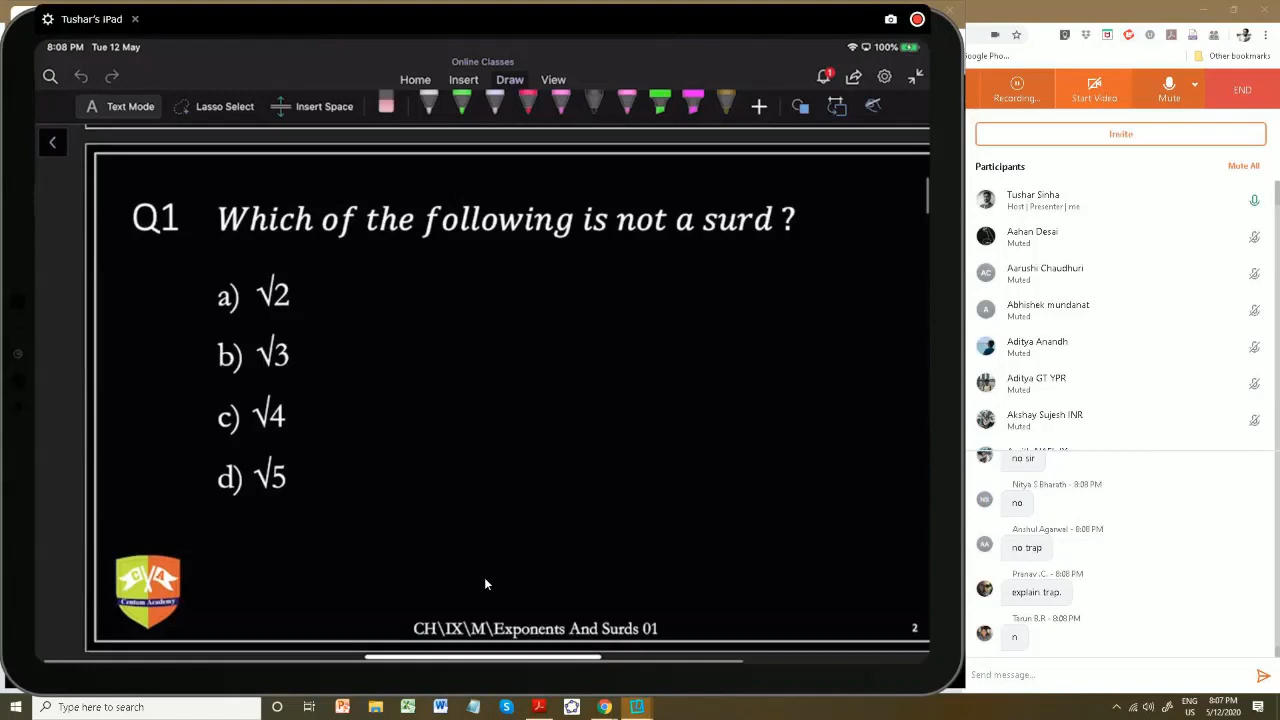 Tushar's iPad
8:08 PM Tue 12 May
100%
Online Classes
Home Insert Draw View
Text Mode
Lasso Select
Insert Space
Q1 Which of the following is not a surd ?
a) √2
b) √3
c) √4
d) √5
Centum Academy
CH\IX\M\Exponents And Surds 01
2
Google Pho...
Other bookmarks
Recording...
Start Video
Mute
END
Invite
Participants
Mute All
Tushar Sinha
Host | Presenter | me
Aahan Desai
Muted
AC
Aarushi Chaudhuri
Muted
A
Abhishek mundanat
Muted
Aditya Anandh
Muted
Aditya GT YPR
Muted
Akshay Sujesh INR
Muted
no sir
Nitya S Bharath - 8:08 PM
NS
no
Anshul Agarwal - 8:08 PM
AA
no trap
Pranav .C. - 8:08 PM
explain trap.
Tarun B.R - 8:08 PM
n
Send message...
Type here to search
ENG
US
8:07 PM
5/12/2020